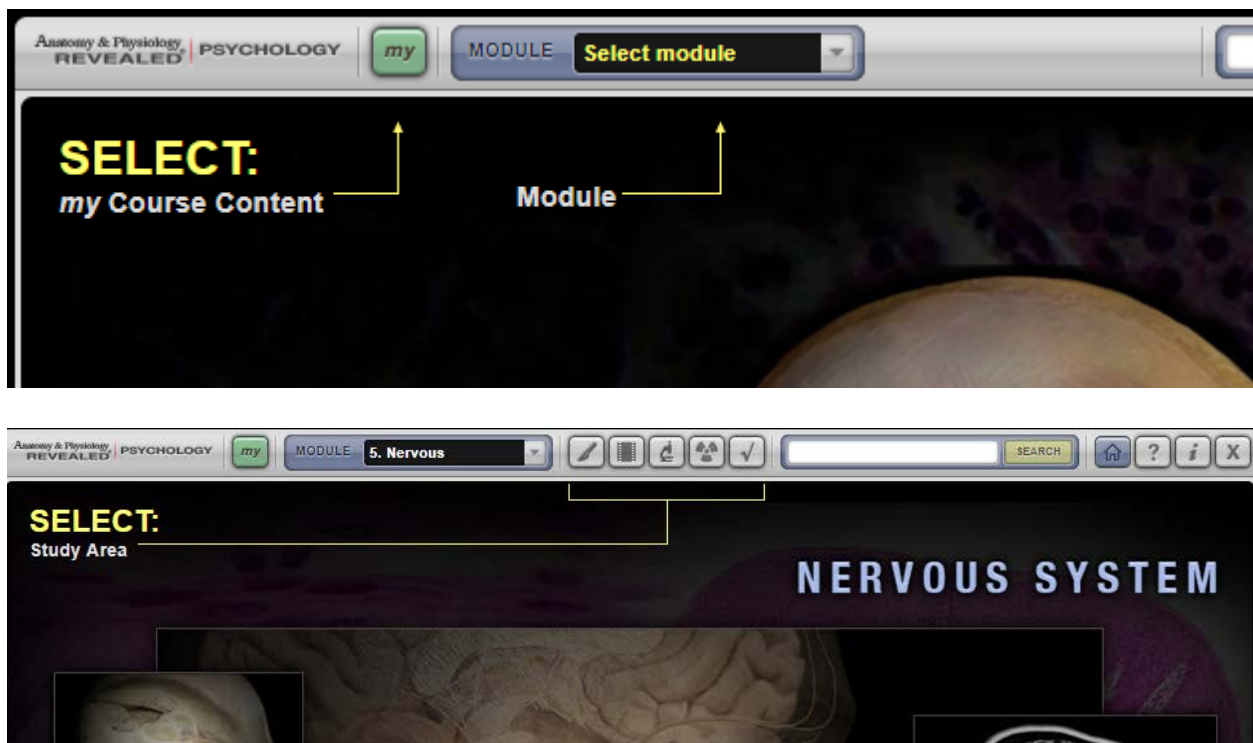 Anatomy & Physiology REVEALED PSYCHOLOGY my MODULE Select module
SELECT:
my Course Content Module
Anatomy & Physiology REVEALED PSYCHOLOGY my MODULE 5. Nervous SEARCH ? i X
SELECT:
Study Area
NERVOUS SYSTEM